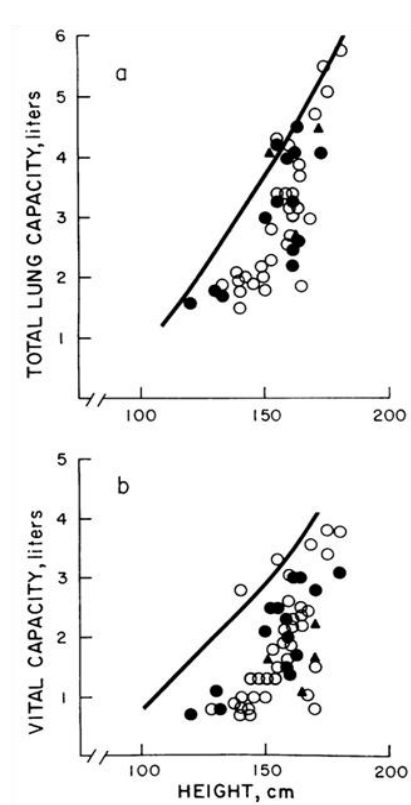 a
TOTAL LUNG CAPACITY, liters
6
5
4
3
2
1
100 150 200
b
VITAL CAPACITY, liters
5
4
3
2
1
100 150 200
HEIGHT, cm